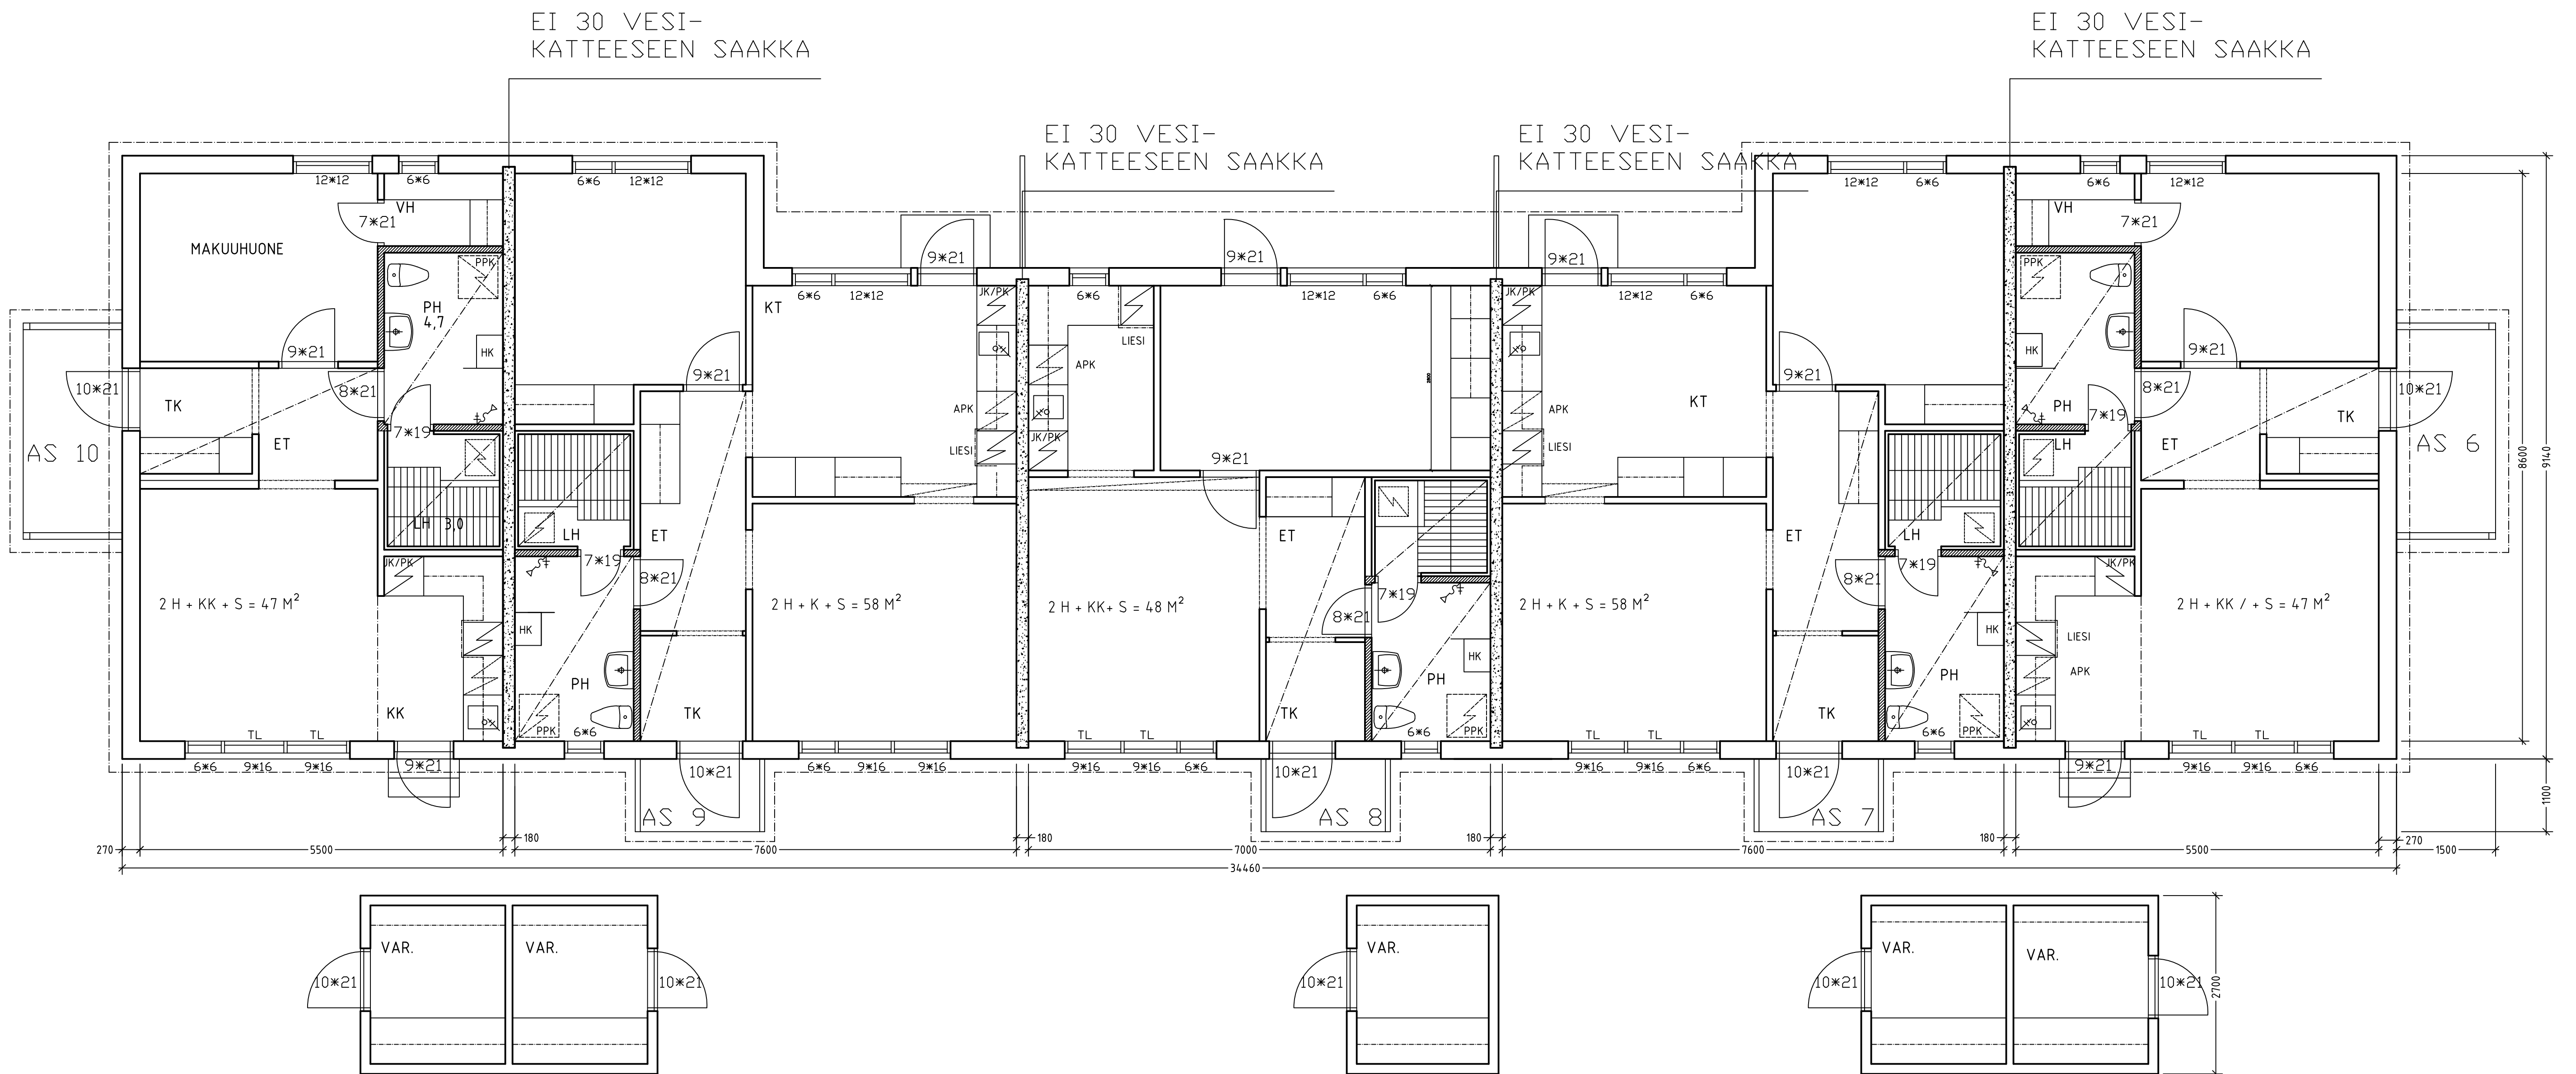 EI 30 VESI-
KATTEESEEN SAAKKA
EI 30 VESI-
KATTEESEEN SAAKKA
EI 30 VESI-
KATTEESEEN SAAKKA
EI 30 VESI-
KATTEESEEN SAAKKA
12*12
6*6
VH
7*21
MAKUUHUONE
PPK
PH
4,7
HK
9*21
10*21
8*21
TK
7*19
ET
AS 10
LH 3,0
JK/PK
2 H + KK + S = 47 M²
KK
TL
TL
6*6
9*16
9*16
9*21
6*6
12*12
9*21
6*6
12*12
KT
JK/PK
9*21
APK
LIESI
LH
ET
7*19
8*21
2 H + K + S = 58 M²
HK
PH
PPK
6*6
TK
10*21
6*6
9*16
9*16
AS 9
6*6
9*21
12*12
6*6
LIESI
APK
JK/PK
9*21
ET
7*19
8*21
2 H + KK+ S = 48 M²
HK
PH
TK
PPK
6*6
TL
TL
9*16
9*16
6*6
10*21
AS 8
9*21
12*12
6*6
JK/PK
KT
APK
LIESI
12*12
6*6
9*21
ET
LH
7*19
8*21
2 H + K + S = 58 M²
HK
PH
TK
PPK
6*6
TL
TL
9*16
9*16
6*6
10*21
AS 7
6*6
12*12
VH
7*21
PPK
HK
9*21
8*21
10*21
PH
7*19
TK
LH
ET
AS 6
JK/PK
2 H + KK / + S = 47 M²
LIESI
APK
TL
TL
9*21
9*16
9*16
6*6
8600
9140
1100
270
5500
180
7600
180
7000
180
7600
180
5500
270
1500
34460
VAR.
VAR.
10*21
10*21
VAR.
10*21
VAR.
VAR.
10*21
10*21
2700